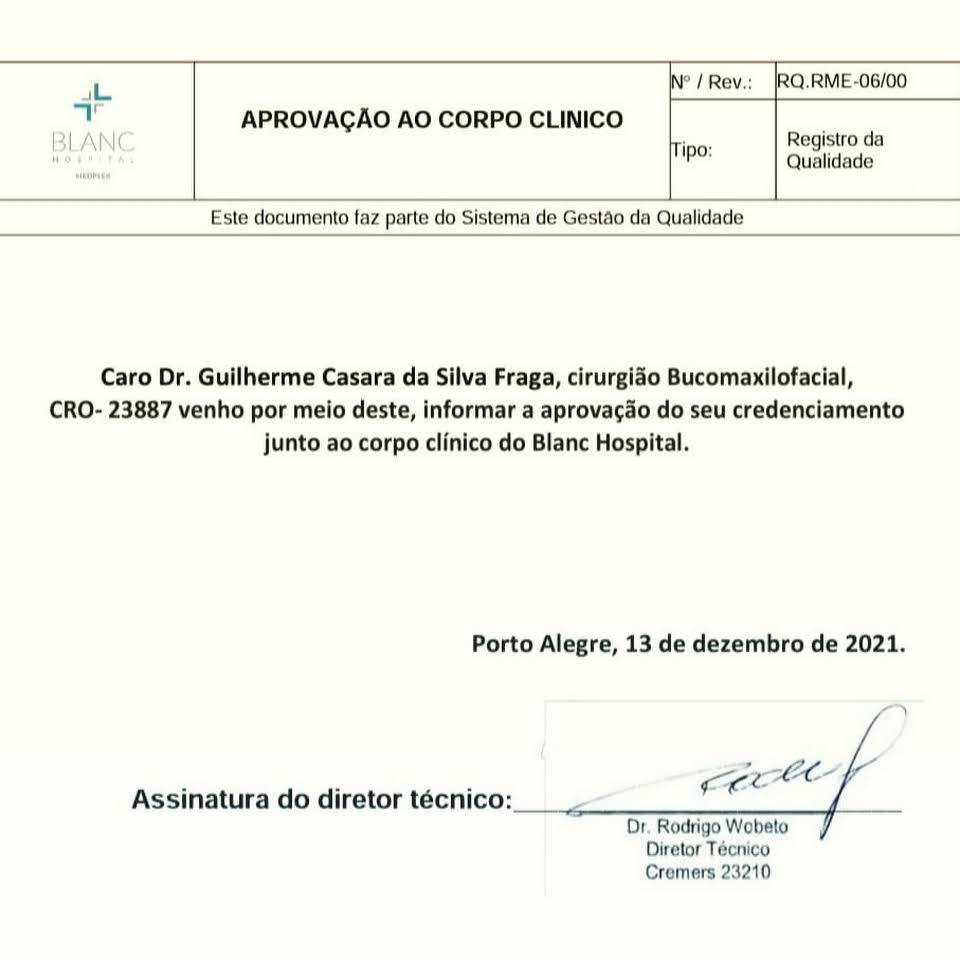 BLANC
HOSPITAL
MEDPLEX
APROVAÇÃO AO CORPO CLINICO
Nº / Rev.: RQ.RME-06/00
Tipo: Registro da
Qualidade
Este documento faz parte do Sistema de Gestão da Qualidade
Caro Dr. Guilherme Casara da Silva Fraga, cirurgião Bucomaxilofacial,
CRO- 23887 venho por meio deste, informar a aprovação do seu credenciamento
junto ao corpo clínico do Blanc Hospital.
Porto Alegre, 13 de dezembro de 2021.
Assinatura do diretor técnico:
Dr. Rodrigo Wobeto
Diretor Técnico
Cremers 23210